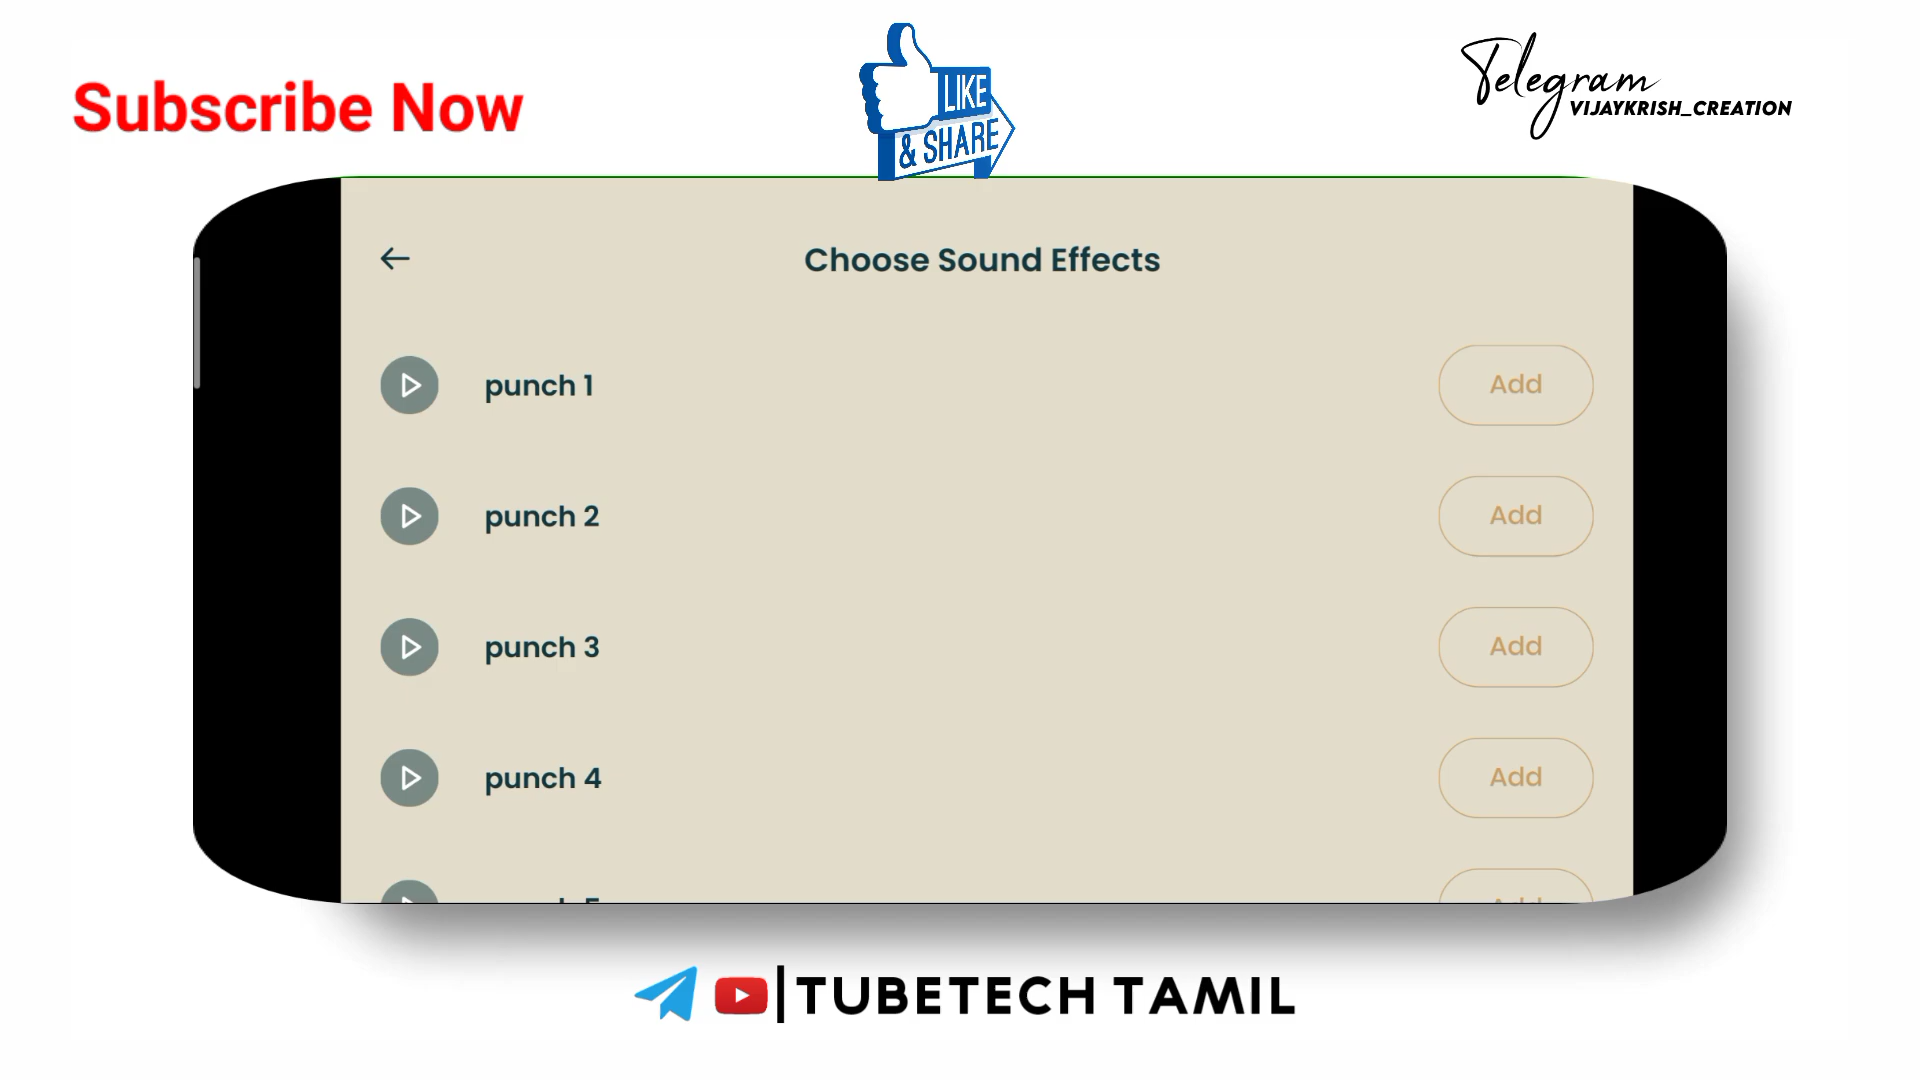 Subscribe Now
LIKE
& SHARE
Telegram
VIJAYKRISH_CREATION
Choose Sound Effects
punch 1
Add
punch 2
Add
punch 3
Add
punch 4
Add
TUBETECH TAMIL